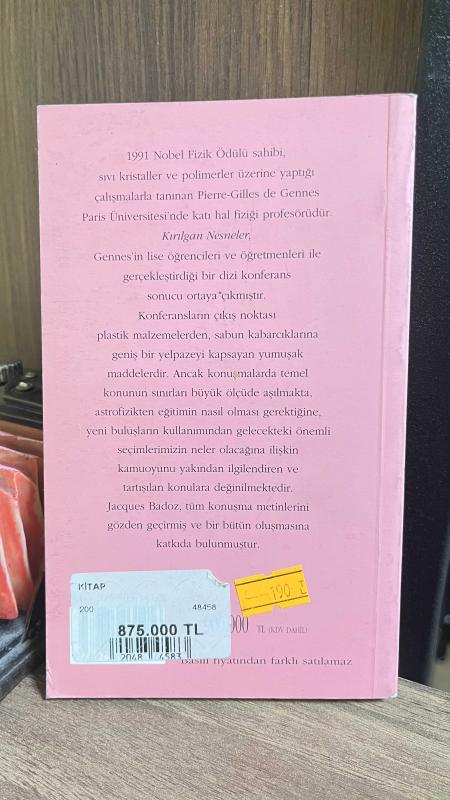 1991 Nobel Fizik Ödülü sahibi,
sıvı kristaller ve polimerler üzerine yaptığı
çalışmalarla tanınan Pierre-Gilles de Gennes
Paris Üniversitesi'nde katı hal fiziği profesörüdür.
Kırılgan Nesneler,
Gennes'in lise öğrencileri ve öğretmenleri ile
gerçekleştirdiği bir dizi konferans
sonucu ortaya çıkmıştır.
Konferansların çıkış noktası
plastik malzemelerden, sabun kabarcıklarına
geniş bir yelpazeyi kapsayan yumuşak
maddelerdir. Ancak konuşmalarda temel
konunun sınırları büyük ölçüde aşılmakta,
astrofizikten eğitimin nasıl olması gerektiğine,
yeni buluşların kullanımından gelecekteki önemli
seçimlerimizin neler olacağına ilişkin
kamuoyunu yakından ilgilendiren ve
tartışılan konulara değinilmektedir.
Jacques Badoz, tüm konuşma metinlerini
gözden geçirmiş ve bir bütün oluşmasına
katkıda bulunmuştur.
KİTAP
200 48458
875.000 TL
2048 4583
190
000 TL (KDV DAHİL)
Basılı fiyatından farklı satılamaz